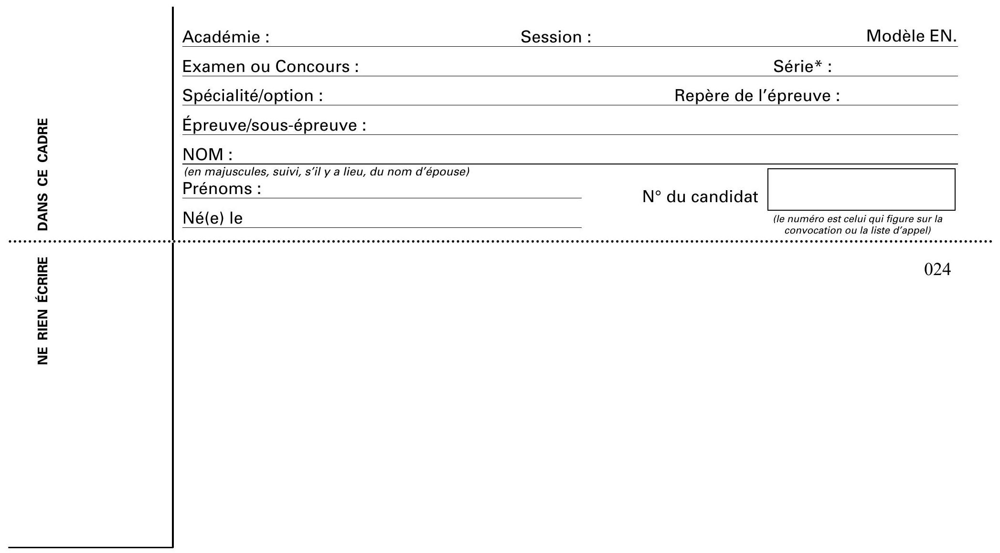 Académie : Session : Modèle EN.
Examen ou Concours : Série* :
Spécialité/option : Repère de l’épreuve :
Épreuve/sous-épreuve :
NOM :
(en majuscules, suivi, s’il y a lieu, du nom d’épouse)
Prénoms :
N° du candidat
Né(e) le
(le numéro est celui qui figure sur la
convocation ou la liste d’appel)
NE RIEN ÉCRIRE DANS CE CADRE
024